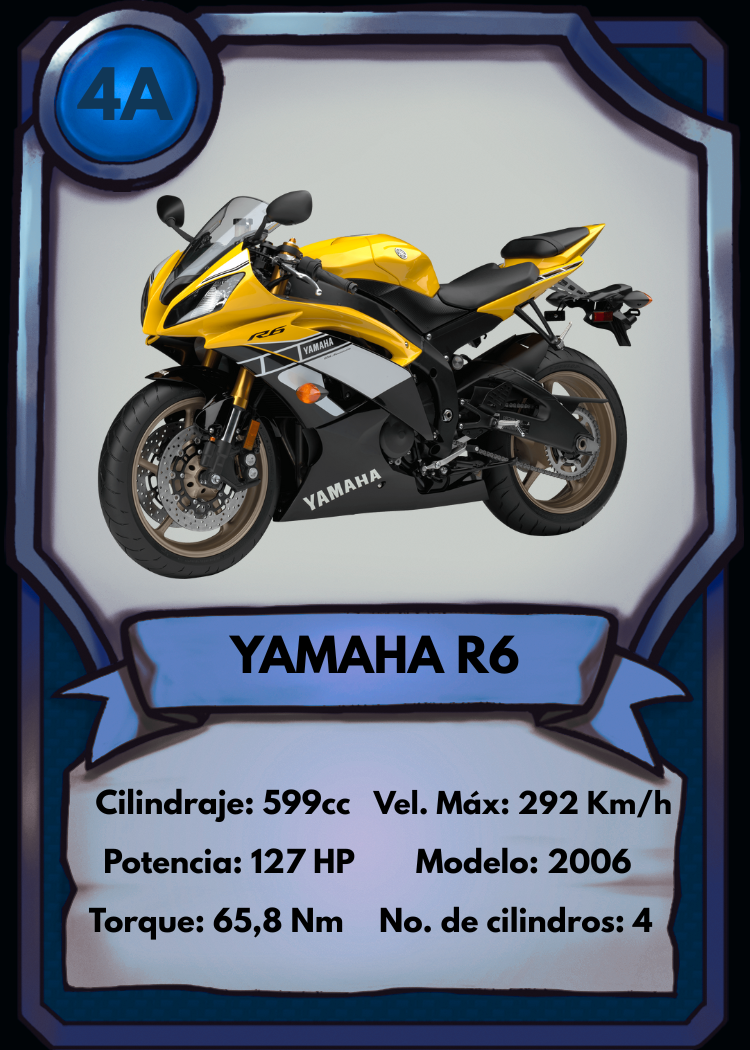 4A
R6
YAMAHA
YAMAHA
YAMAHA R6
Cilindraje: 599cc Vel. Máx: 292 Km/h
Potencia: 127 HP Modelo: 2006
Torque: 65,8 Nm No. de cilindros: 4